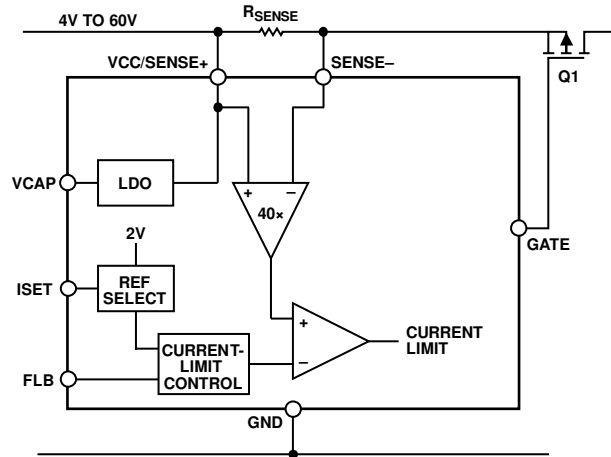 4V TO 60V
RSENSE
VCC/SENSE+
SENSE–
Q1
VCAP
LDO
+
–
40×
2V
GATE
ISET
REF
SELECT
+
CURRENT
LIMIT
–
CURRENT-
LIMIT
CONTROL
FLB
GND